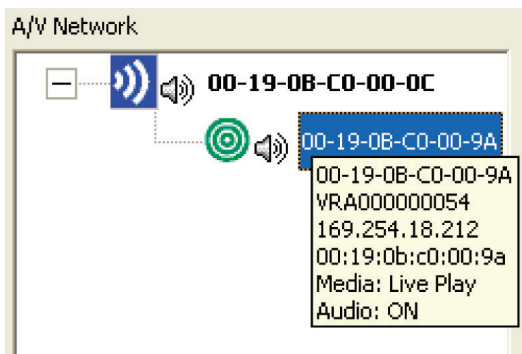 A/V Network
00-19-0B-C0-00-0C
00-19-0B-C0-00-9A
00-19-0B-C0-00-9A
VRA000000054
169.254.18.212
00:19:0b:c0:00:9a
Media: Live Play
Audio: ON